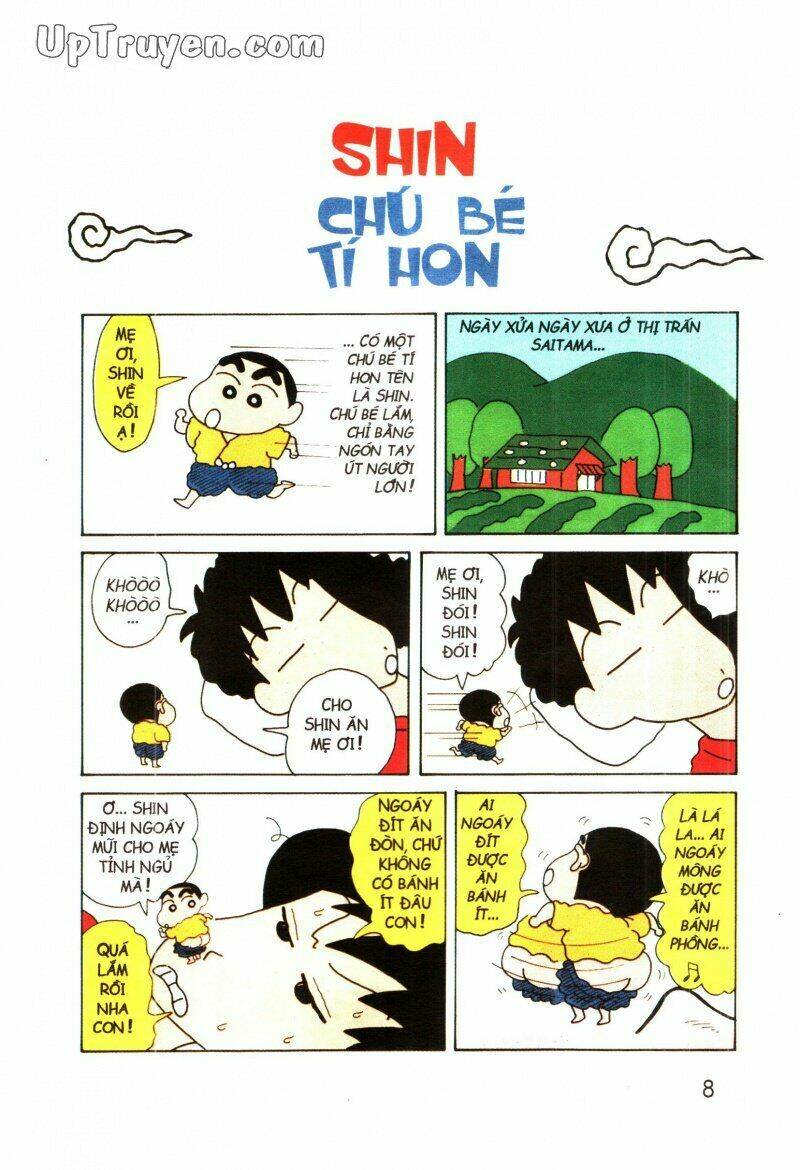 UpTruyen.com
SHIN
CHÚ BÉ
TÍ HON
NGÀY XỬA NGÀY XƯA Ở THỊ TRẤN
SAITAMA...
... CÓ MỘT
CHÚ BÉ TÍ
HON TÊN
LÀ SHIN.
CHÚ BÉ LẮM,
CHỈ BẰNG
NGÓN TAY
ÚT NGƯỜI
LỚN!
MẸ
ƠI,
SHIN
VỀ
RỒI
Ạ!
KHÒ
...
MẸ ƠI,
SHIN
ĐÓI!
SHIN
ĐÓI!
KHÒÒÒ
KHÒÒÒ
...
CHO
SHIN ĂN
MẸ ƠI!
LÀ LÁ
LA... AI
NGOÁY
MÔNG
ĐƯỢC
ĂN
BÁNH
PHỒNG...
AI
NGOÁY
ĐÍT
ĐƯỢC
ĂN
BÁNH
ÍT...
NGOÁY
ĐÍT ĂN
ĐÒN, CHỨ
KHÔNG
CÓ BÁNH
ÍT ĐÂU
CON!
Ơ... SHIN
ĐỊNH NGOÁY
MŨI CHO MẸ
TỈNH NGỦ
MÀ!
QUÁ
LẮM
RỒI
NHA
CON!
8